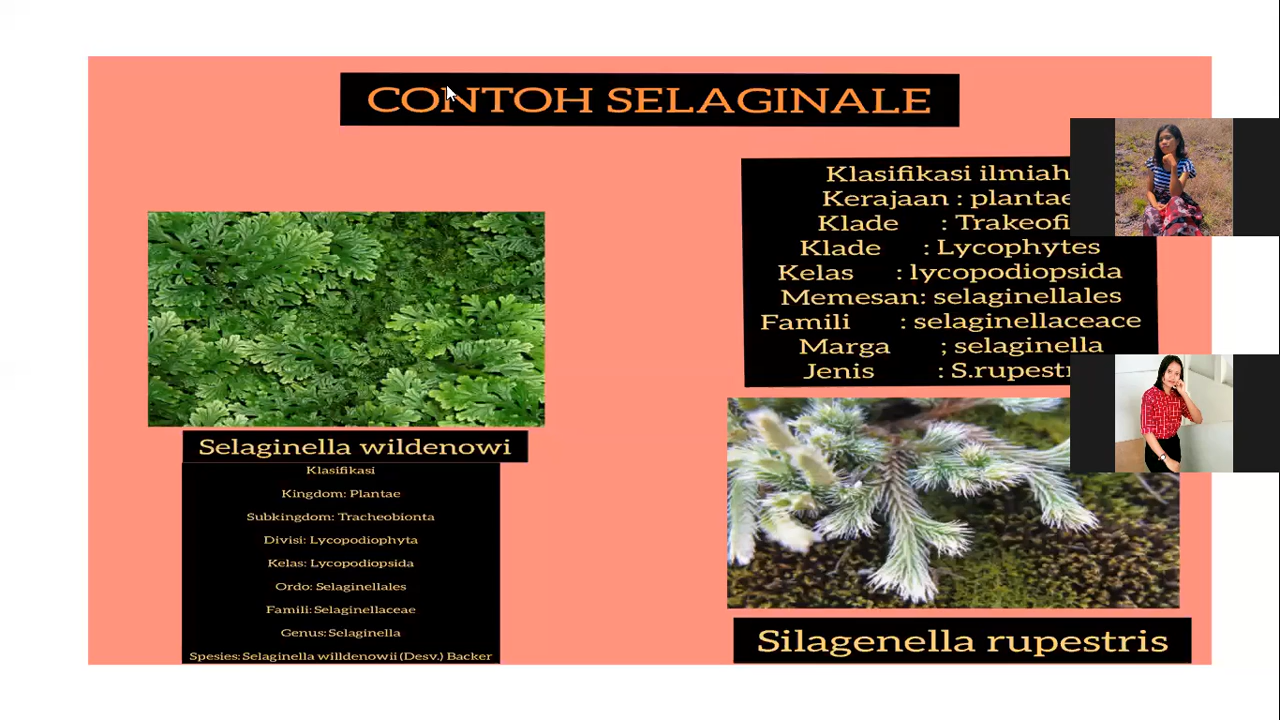 CONTOH SELAGINALE
Selaginella wildenowi
Klasifikasi
Kingdom: Plantae
Subkingdom: Tracheobionta
Divisi: Lycopodiophyta
Kelas: Lycopodiopsida
Ordo: Selaginellales
Famili: Selaginellaceae
Genus: Selaginella
Spesies: Selaginella willdenowii (Desv.) Backer
Klasifikasi ilmiah
Kerajaan : plantae
Klade :
Klade : Lycophytes
Kelas : lycopodiopsida
Memesan: selaginellales
Famili : selaginellaceace
Marga ; selaginella
Jenis :
Silagenella rupestris